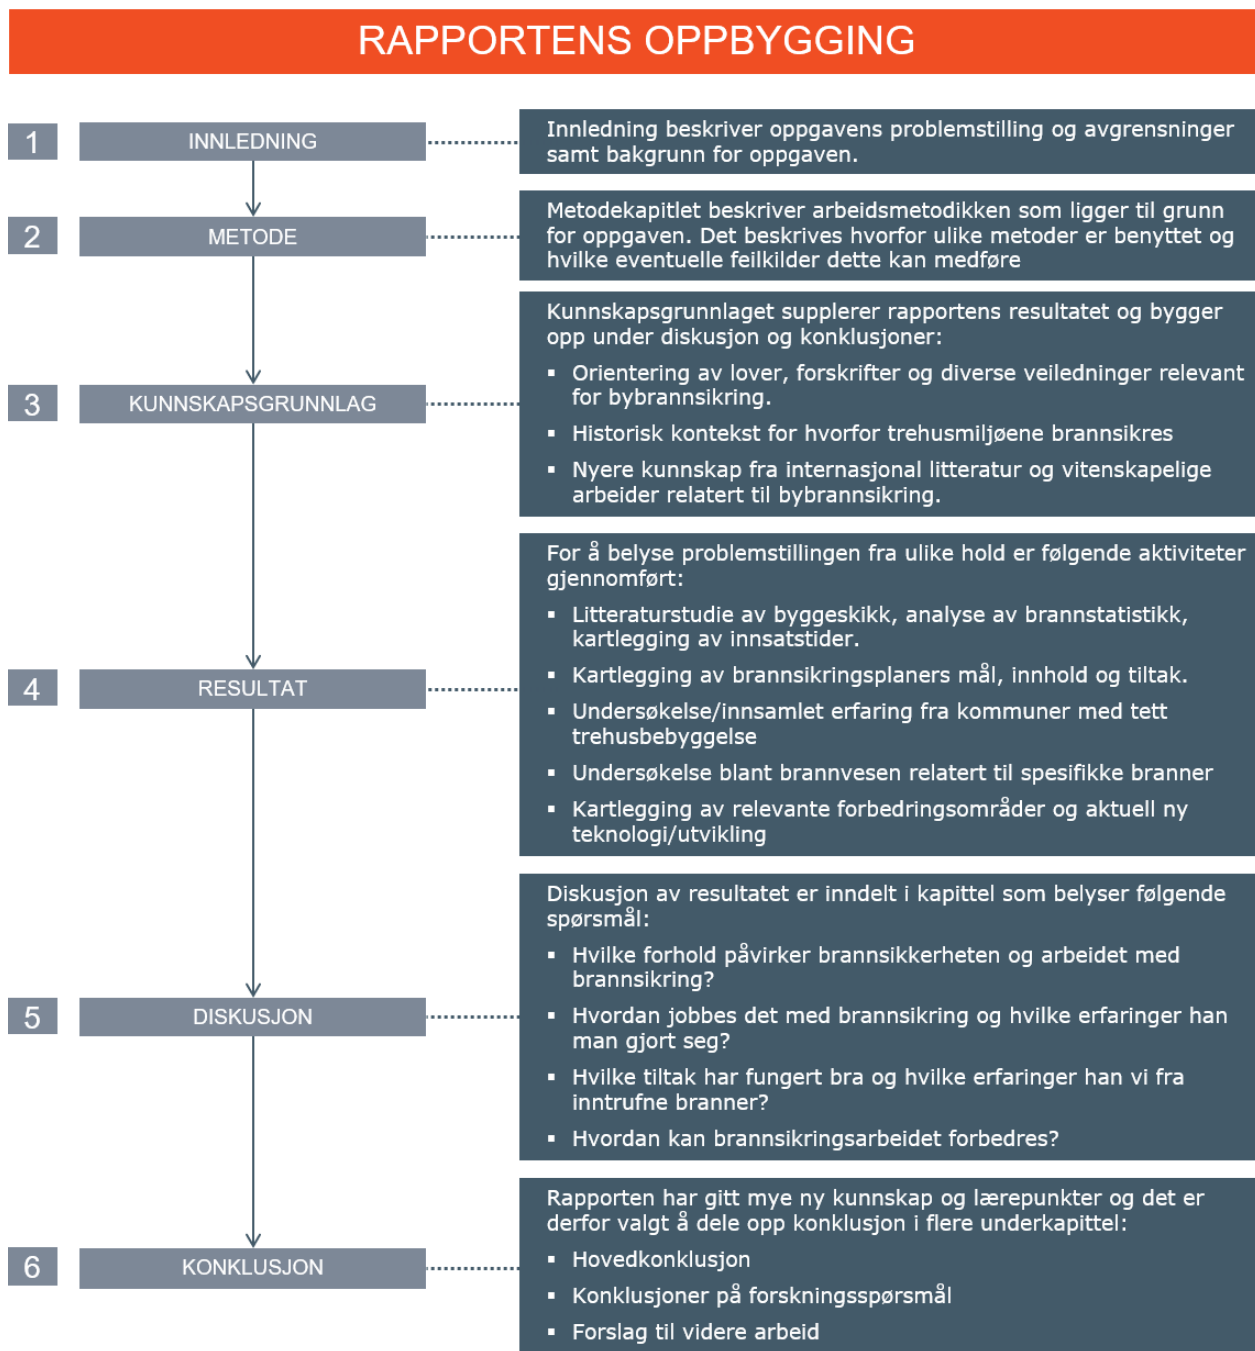 RAPPORTENS OPPBYGGING
1
INNLEDNING
Innledning beskriver oppgavens problemstilling og avgrensninger
samt bakgrunn for oppgaven.
2
METODE
Metodekapitlet beskriver arbeidsmetodikken som ligger til grunn
for oppgaven. Det beskrives hvorfor ulike metoder er benyttet og
hvilke eventuelle feilkilder dette kan medføre
3
KUNNSKAPSGRUNNLAG
Kunnskapsgrunnlaget supplerer rapportens resultatet og bygger
opp under diskusjon og konklusjoner:
▪ Orientering av lover, forskrifter og diverse veiledninger relevant
for bybrannsikring.
▪ Historisk kontekst for hvorfor trehusmiljøene brannsikres
▪ Nyere kunnskap fra internasjonal litteratur og vitenskapelige
arbeider relatert til bybrannsikring.
4
RESULTAT
For å belyse problemstillingen fra ulike hold er følgende aktiviteter
gjennomført:
▪ Litteraturstudie av byggeskikk, analyse av brannstatistikk,
kartlegging av innsatstider.
▪ Kartlegging av brannsikringsplaners mål, innhold og tiltak.
▪ Undersøkelse/innsamlet erfaring fra kommuner med tett
trehusbebyggelse
▪ Undersøkelse blant brannvesen relatert til spesifikke branner
▪ Kartlegging av relevante forbedringsområder og aktuell ny
teknologi/utvikling
5
DISKUSJON
Diskusjon av resultatet er inndelt i kapittel som belyser følgende
spørsmål:
▪ Hvilke forhold påvirker brannsikkerheten og arbeidet med
brannsikring?
▪ Hvordan jobbes det med brannsikring og hvilke erfaringer han
man gjort seg?
▪ Hvilke tiltak har fungert bra og hvilke erfaringer han vi fra
inntrufne branner?
▪ Hvordan kan brannsikringsarbeidet forbedres?
6
KONKLUSJON
Rapporten har gitt mye ny kunnskap og lærepunkter og det er
derfor valgt å dele opp konklusjon i flere underkapittel:
▪ Hovedkonklusjon
▪ Konklusjoner på forskningsspørsmål
▪ Forslag til videre arbeid